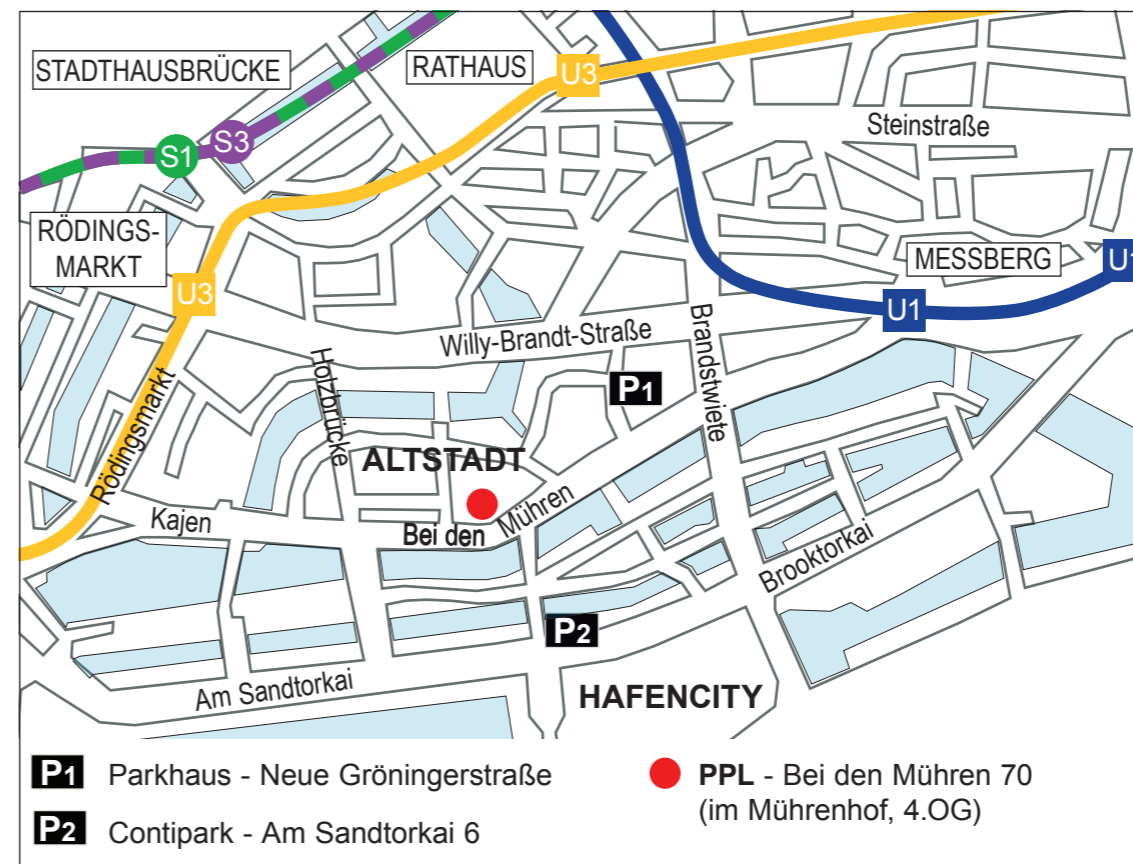 STADTHAUSBRÜCKE
RATHAUS
U3
S1
S3
Steinstraße
RÖDINGS-
MARKT
U3
MESSBERG
U1
U1
Willy-Brandt-Straße
Brandstwiete
Holzbrücke
P1
Rödingsmarkt
ALTSTADT
Kajen
Bei den Mühren
Brooktorkai
P2
Am Sandtorkai
HAFENCITY
P1 Parkhaus - Neue Gröningerstraße
P2 Contipark - Am Sandtorkai 6
PPL - Bei den Mühren 70
(im Mührenhof, 4.OG)